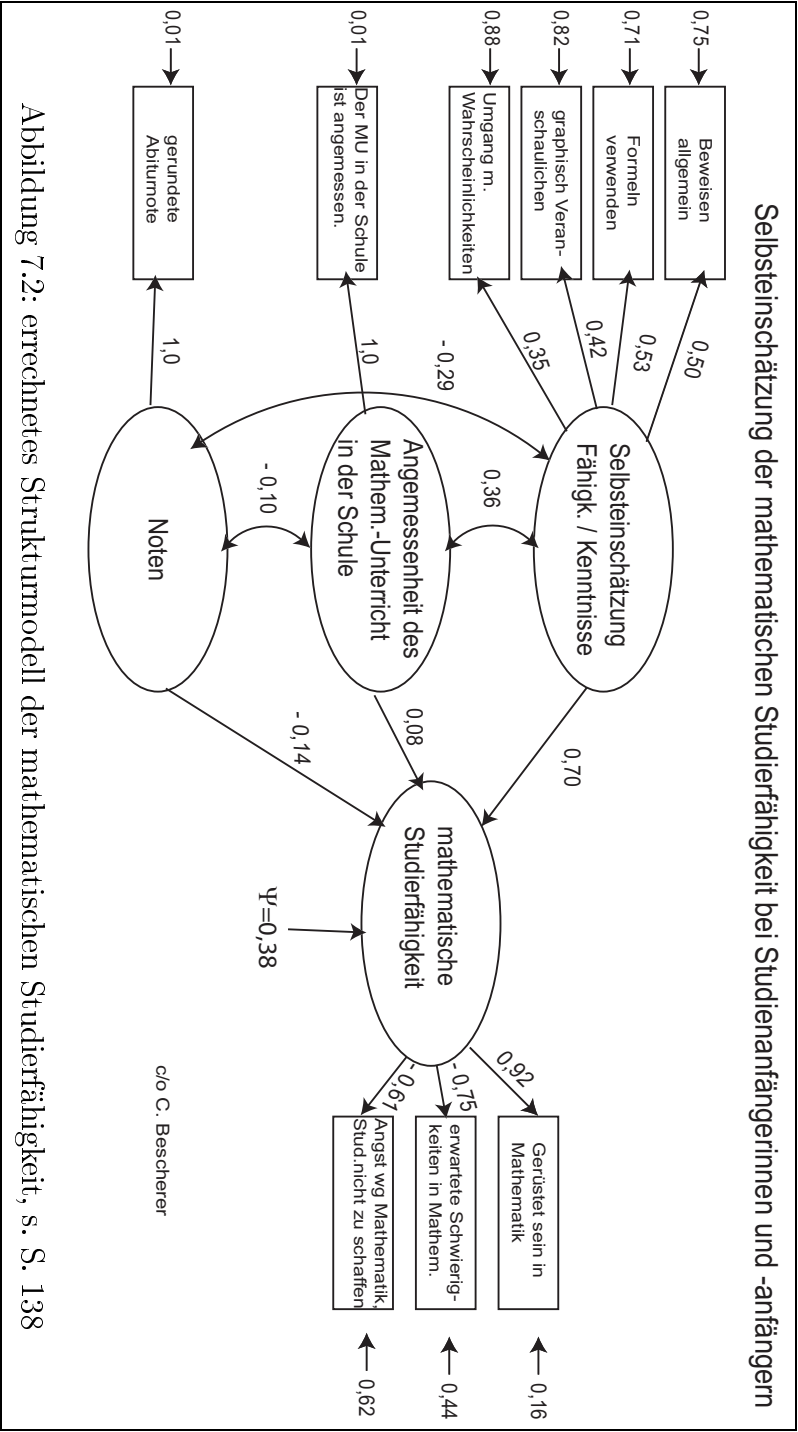 Selbsteinschätzung der mathematischen Studierfähigkeit bei Studienanfängerinnen und -anfängern
0,75
Beweisen
allgemein
0,50
0,71
Formeln
verwenden
0,53
0,82
graphisch Veran-
schaulichen
0,42
0,88
Umgang m.
Wahrscheinlichkeiten
0,35
Selbsteinschätzung
Fähigk. / Kenntnisse
0,70
0,36
- 0,29
0,01
Der MU in der Schule
ist angemessen.
1,0
Angemessenheit des
Mathem.-Unterricht
in der Schule
0,08
- 0,10
0,01
gerundete
Abiturnote
1,0
Noten
- 0,14
mathematische
Studierfähigkeit
Ψ=0,38
0,92
Gerüstet sein in
Mathematik
0,16
- 0,75
erwartete Schwierig-
keiten in Mathem.
0,44
- 0,61
Angst wg Mathematik,
Stud.nicht zu schaffen
0,62
c/o C. Bescherer
Abbildung 7.2: errechnetes Strukturmodell der mathematischen Studierfähigkeit, s. S. 138